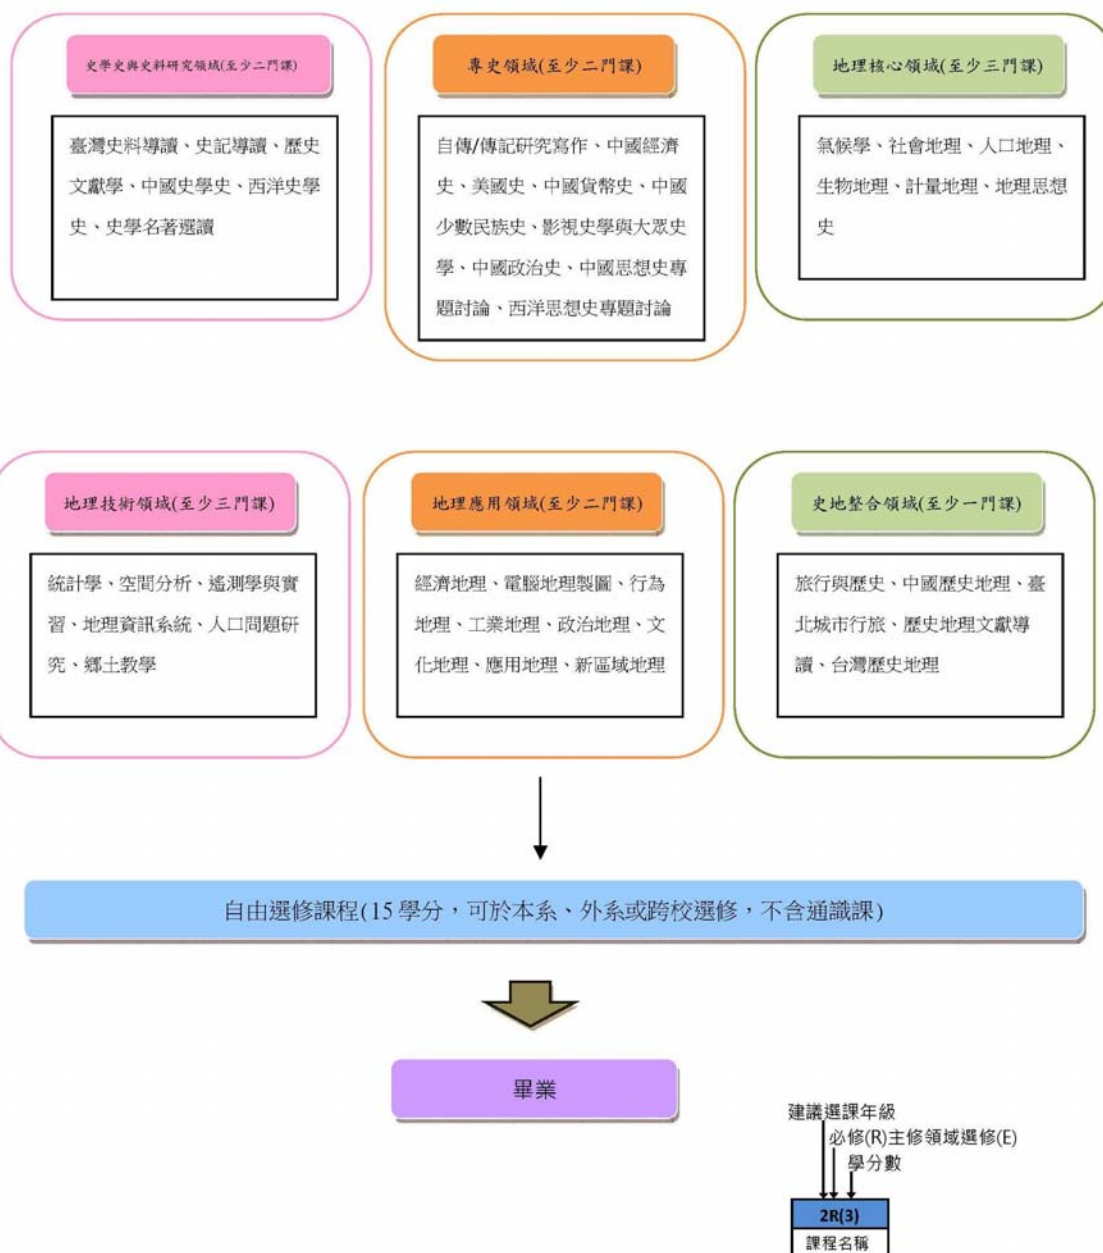 史學史與史料研究領域(至少二門課)
臺灣史料導讀、史記導讀、歷史
文獻學、中國史學史、西洋史學
史、史學名著選讀
專史領域(至少二門課)
自傳/傳記研究寫作、中國經濟
史、美國史、中國貨幣史、中國
少數民族史、影視史學與大眾史
學、中國政治史、中國思想史專
題討論、西洋思想史專題討論
地理核心領域(至少三門課)
氣候學、社會地理、人口地理、
生物地理、計量地理、地理思想
史
地理技術領域(至少三門課)
統計學、空間分析、遙測學與實
習、地理資訊系統、人口問題研
究、鄉土教學
地理應用領域(至少二門課)
經濟地理、電腦地理製圖、行為
地理、工業地理、政治地理、文
化地理、應用地理、新區域地理
史地整合領域(至少一門課)
旅行與歷史、中國歷史地理、臺
北城市行旅、歷史地理文獻導
讀、台灣歷史地理
自由選修課程(15 學分，可於本系、外系或跨校選修，不含通識課)
畢業
建議選課年級
必修(R)主修領域選修(E)
學分數
2R(3)
課程名稱